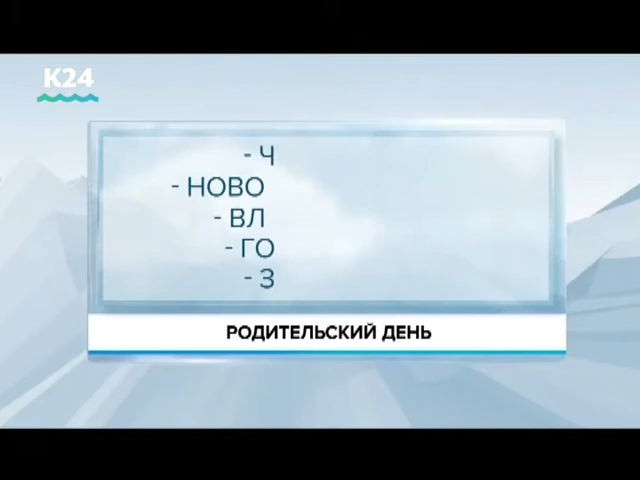 К24
- Ч
- НОВО
- ВЛ
- ГО
- З
РОДИТЕЛЬСКИЙ ДЕНЬ